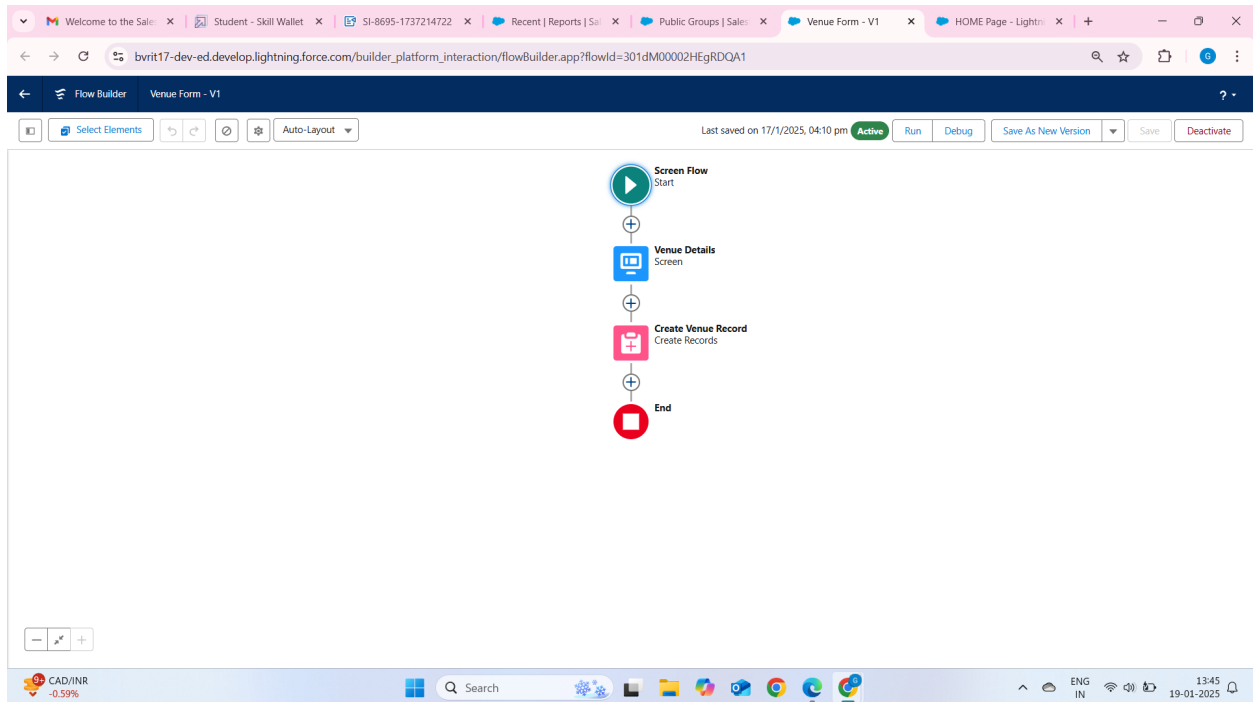 Welcome to the Sale
Student - Skill Wallet
SI-8695-1737214722
Recent | Reports | Sal
Public Groups | Sales
Venue Form - V1
HOME Page - Lightni
bvrit17-dev-ed.develop.lightning.force.com/builder_platform_interaction/flowBuilder.app?flowId=301dM00002HEgRDQA1
G
Flow Builder
Venue Form - V1
?
Select Elements
Auto-Layout
Last saved on 17/1/2025, 04:10 pm
Active
Run
Debug
Save As New Version
Save
Deactivate
Screen Flow
Start
Venue Details
Screen
Create Venue Record
Create Records
End
9+
CAD/INR
-0.59%
Search
G
ENG
IN
13:45
19-01-2025